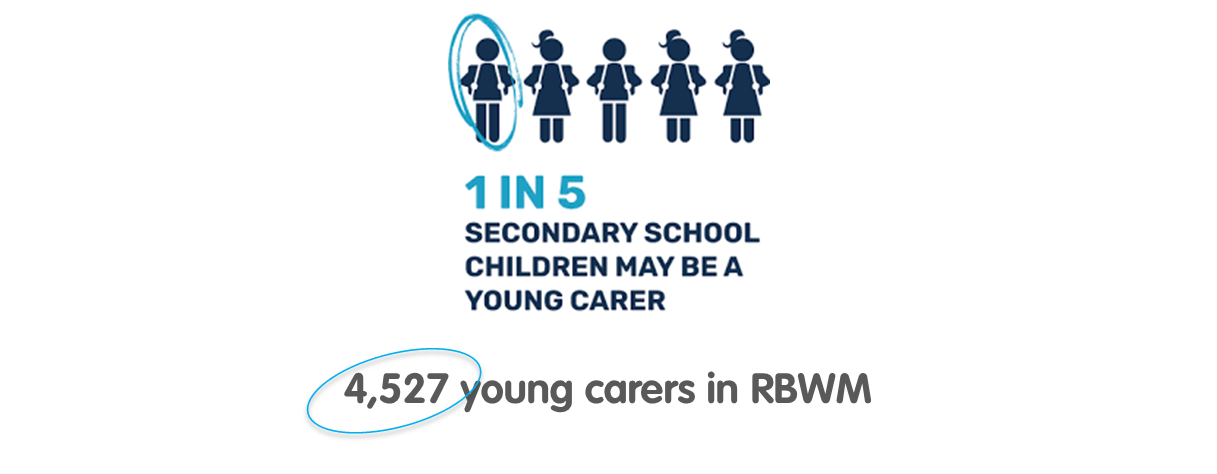 1 IN 5
SECONDARY SCHOOL
CHILDREN MAY BE A
YOUNG CARER
4,527 young carers in RBWM